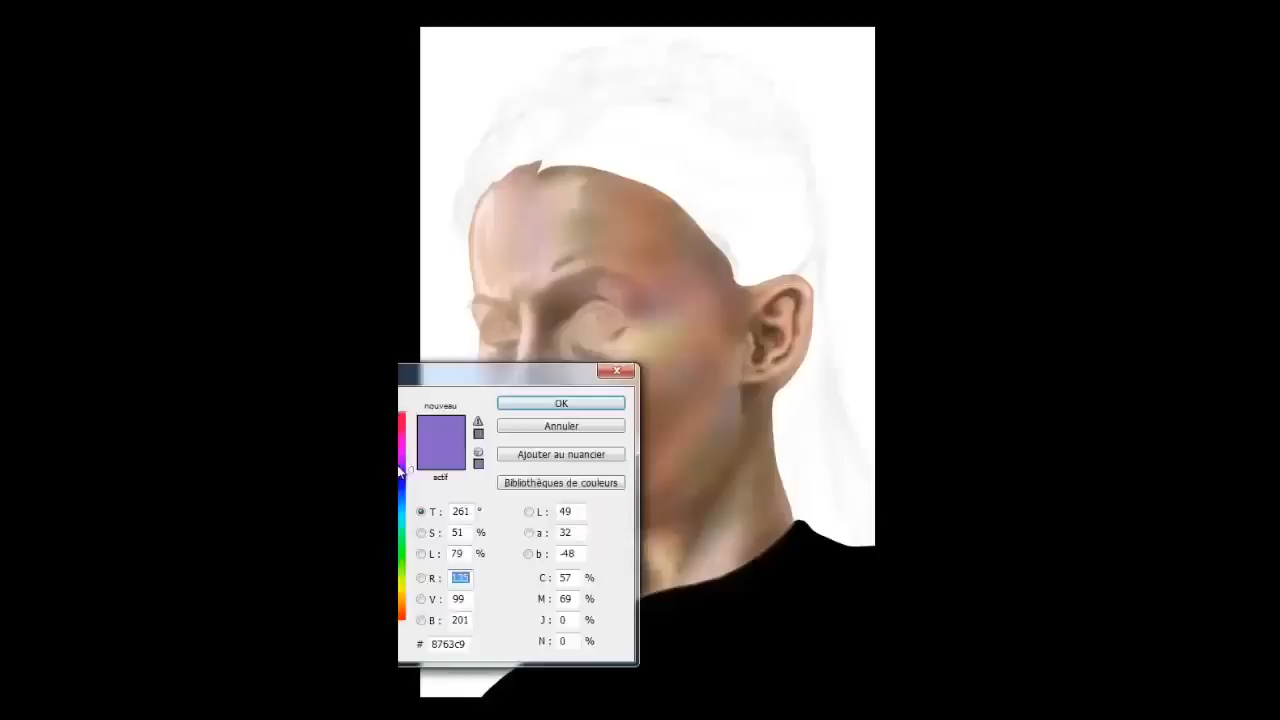 nouveau
OK
Annuler
Ajouter au nuancier
actif
Bibliothèques de couleurs
T: 261 ° L: 49
S: 51 % a: 32
L: 79 % b: -48
R: 135 C: 57 %
V: 99 M: 69 %
B: 201 J: 0 %
# 8763c9 N: 0 %